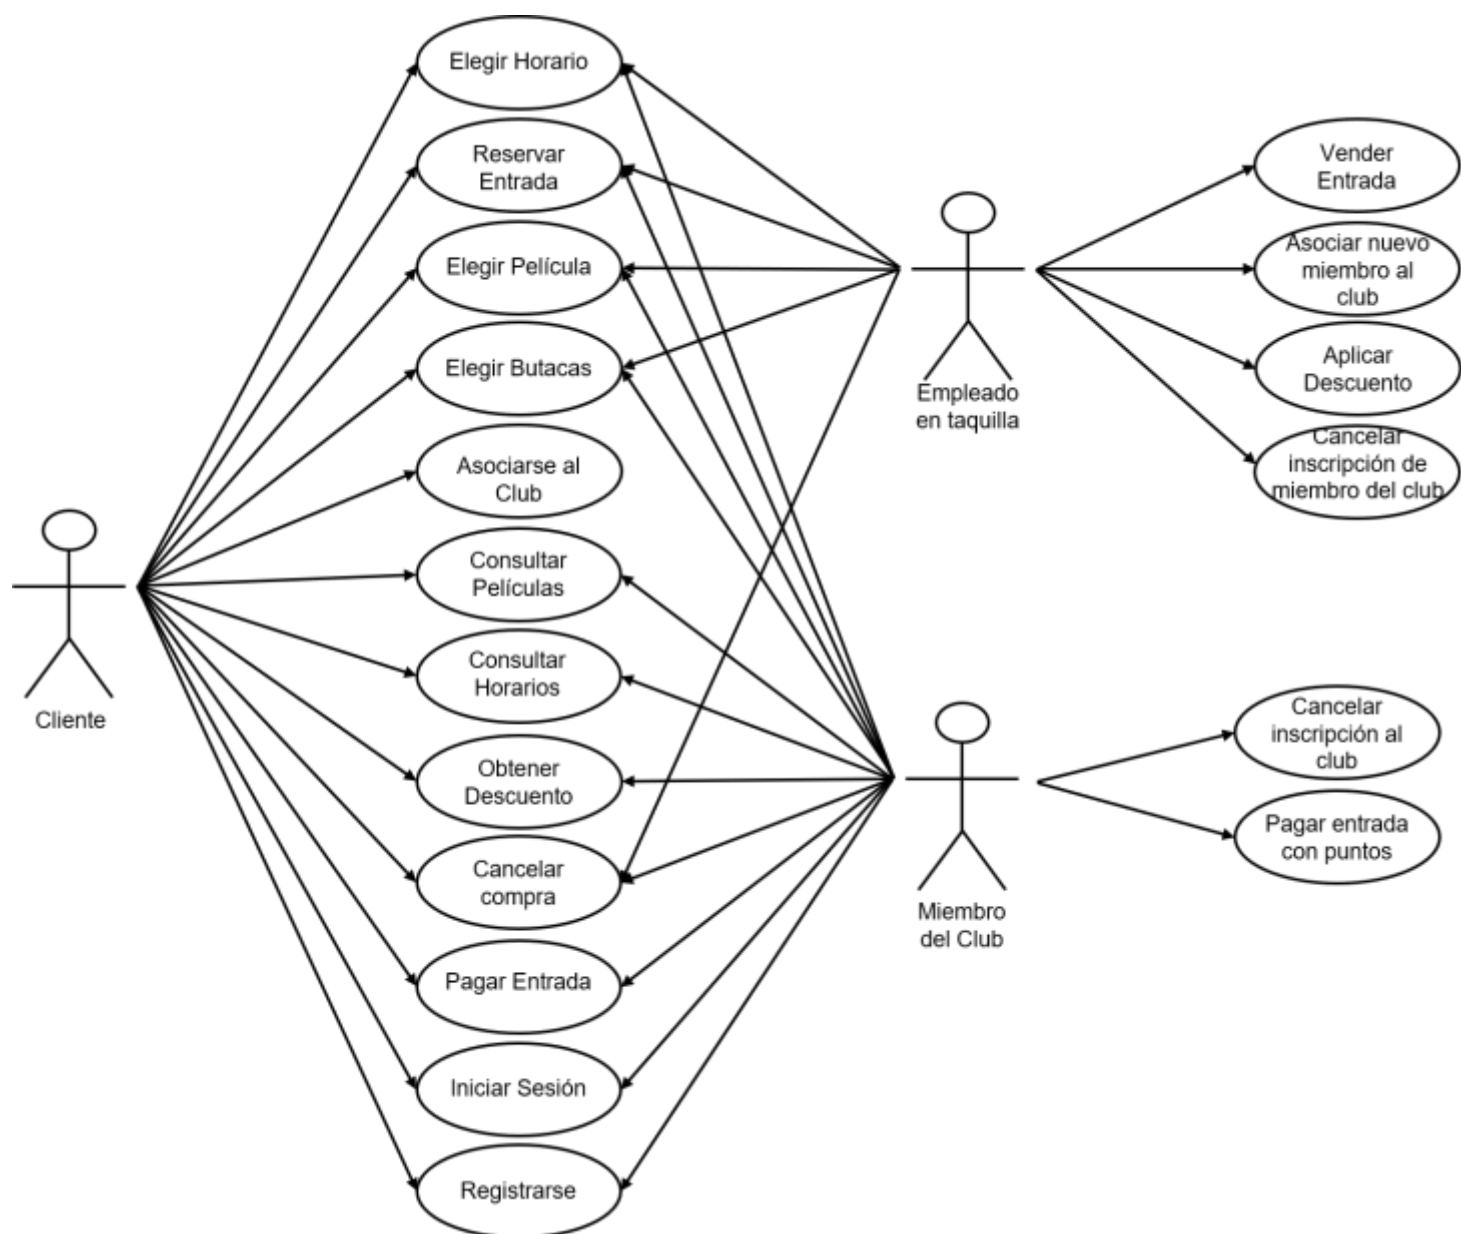 Elegir Horario
Reservar
Entrada
Elegir Película
Elegir Butacas
Asociarse al
Club
Consultar
Películas
Consultar
Horarios
Obtener
Descuento
Cancelar
compra
Pagar Entrada
Iniciar Sesión
Registrarse
Cliente
Empleado
en taquilla
Miembro
del Club
Vender
Entrada
Asociar nuevo
miembro al
club
Aplicar
Descuento
Cancelar
inscripción de
miembro del club
Cancelar
inscripción al
club
Pagar entrada
con puntos